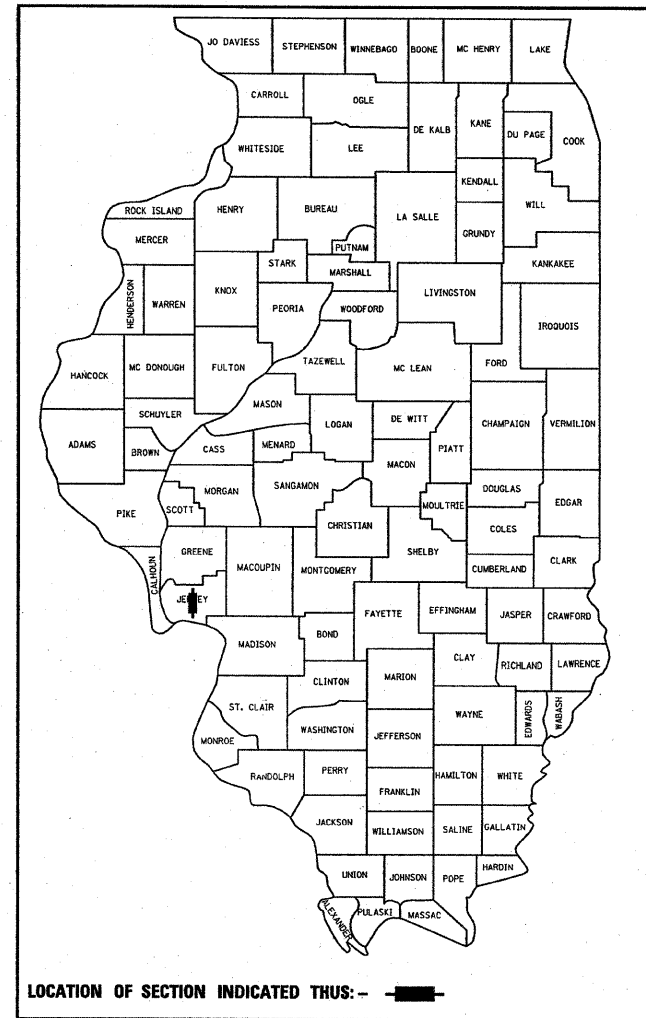 JO DAVIESS STEPHENSON WINNEBAGO BOONE MC HENRY LAKE
CARROLL OGLE DE KALB KANE DU PAGE COOK
WHITESIDE LEE
KENDALL
ROCK ISLAND HENRY BUREAU LA SALLE WILL
MERCER PUTNAM GRUNDY
STARK MARSHALL KANKAKEE
HENDERSON WARREN KNOX PEORIA WOODFORD LIVINGSTON
IROQUOIS
HANCOCK MC DONOUGH FULTON TAZEWELL MC LEAN FORD
SCHUYLER MASON LOGAN DE WITT CHAMPAIGN VERMILION
ADAMS BROWN CASS MENARD MACON PIATT
PIKE SCOTT MORGAN SANGAMON CHRISTIAN MOULTRIE DOUGLAS EDGAR
COLES
CALHOUN GREENE MACOUPIN MONTGOMERY SHELBY CUMBERLAND CLARK
JE EY
FAYETTE EFFINGHAM JASPER CRAWFORD
MADISON BOND CLAY RICHLAND LAWRENCE
CLINTON MARION
ST. CLAIR WASHINGTON WAYNE EDWARDS WABASH
MONROE JEFFERSON
RANDOLPH PERRY HAMILTON WHITE
FRANKLIN
JACKSON WILLIAMSON SALINE GALLATIN
UNION JOHNSON POPE HARDIN
ALEXANDER PULASKI MASSAC
LOCATION OF SECTION INDICATED THUS: –